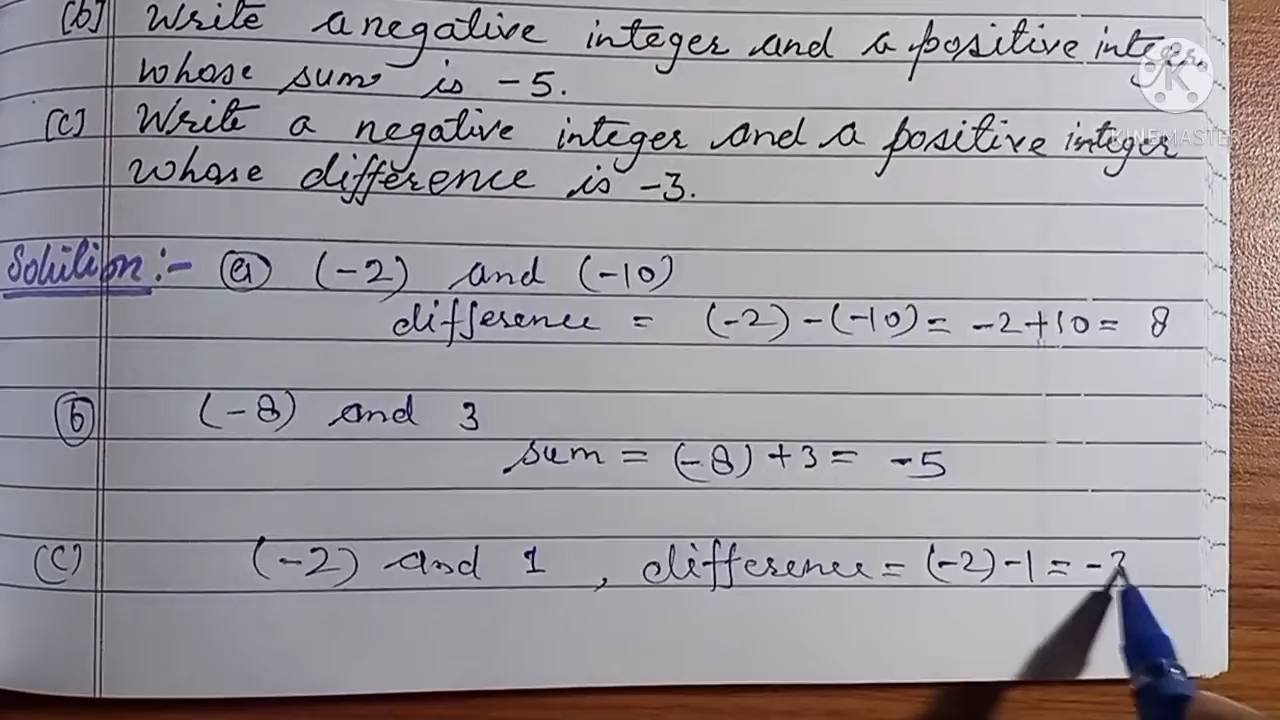 (b) Write a negative integer and a positive integer
whose sum is -5.
(c) Write a negative integer and a positive integer
whose difference is -3.
Solution :- (a) (-2) and (-10)
difference = (-2) - (-10) = -2+10 = 8
(b) (-8) and 3
sum = (-8) + 3 = -5
(c) (-2) and 1 , difference = (-2) - 1 = -3
K
KINEMASTER